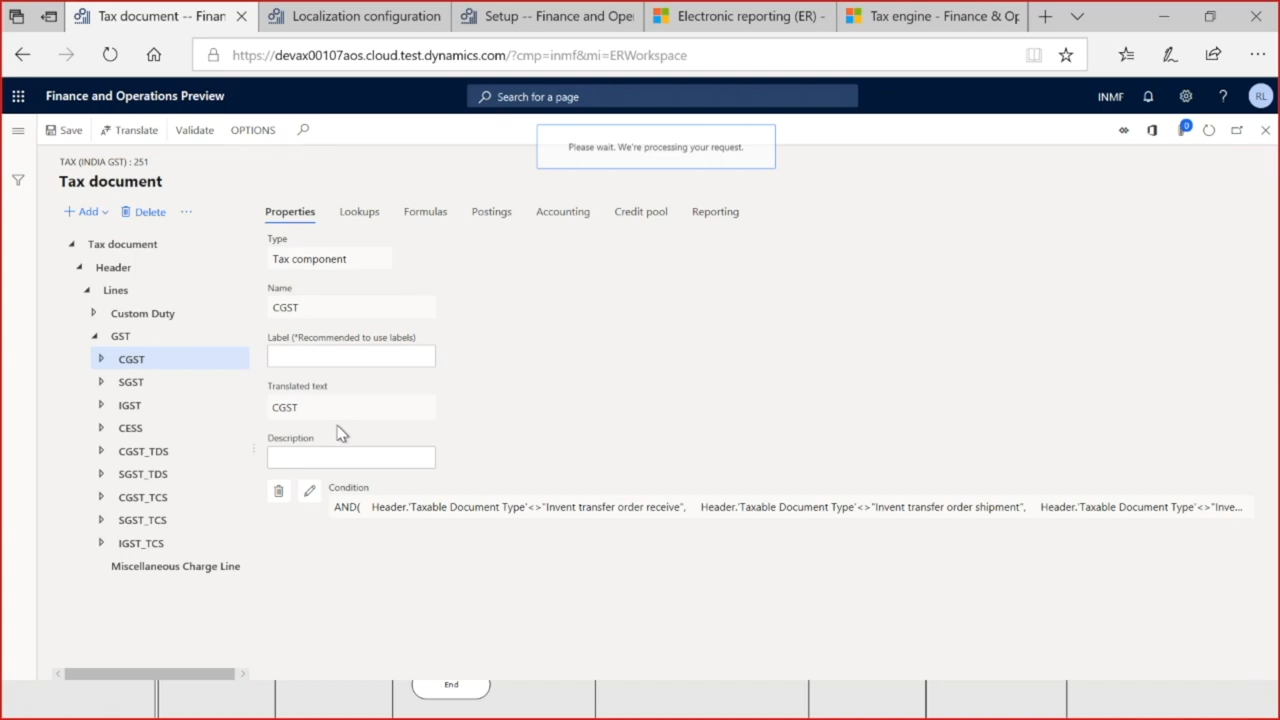 Tax document -- Finan
Localization configuration
Setup -- Finance and Oper
Electronic reporting (ER) -
Tax engine - Finance & Op
https://devax00107aos.cloud.test.dynamics.com/?cmp=inmf&mi=ERWorkspace
Finance and Operations Preview
Search for a page
INMF
?
RL
Save
Translate
Validate
OPTIONS
0
Please wait. We're processing your request.
TAX (INDIA GST) : 251
Tax document
+ Add
Delete
...
Properties
Lookups
Formulas
Postings
Accounting
Credit pool
Reporting
Tax document
Header
Lines
Custom Duty
GST
CGST
SGST
IGST
CESS
CGST_TDS
SGST_TDS
CGST_TCS
SGST_TCS
IGST_TCS
Miscellaneous Charge Line
Type
Tax component
Name
CGST
Label (*Recommended to use labels)
Translated text
CGST
Description
Condition
AND( Header.'Taxable Document Type'<>"Invent transfer order receive", Header.'Taxable Document Type'<>"Invent transfer order shipment", Header.'Taxable Document Type'<>"Inve...
End